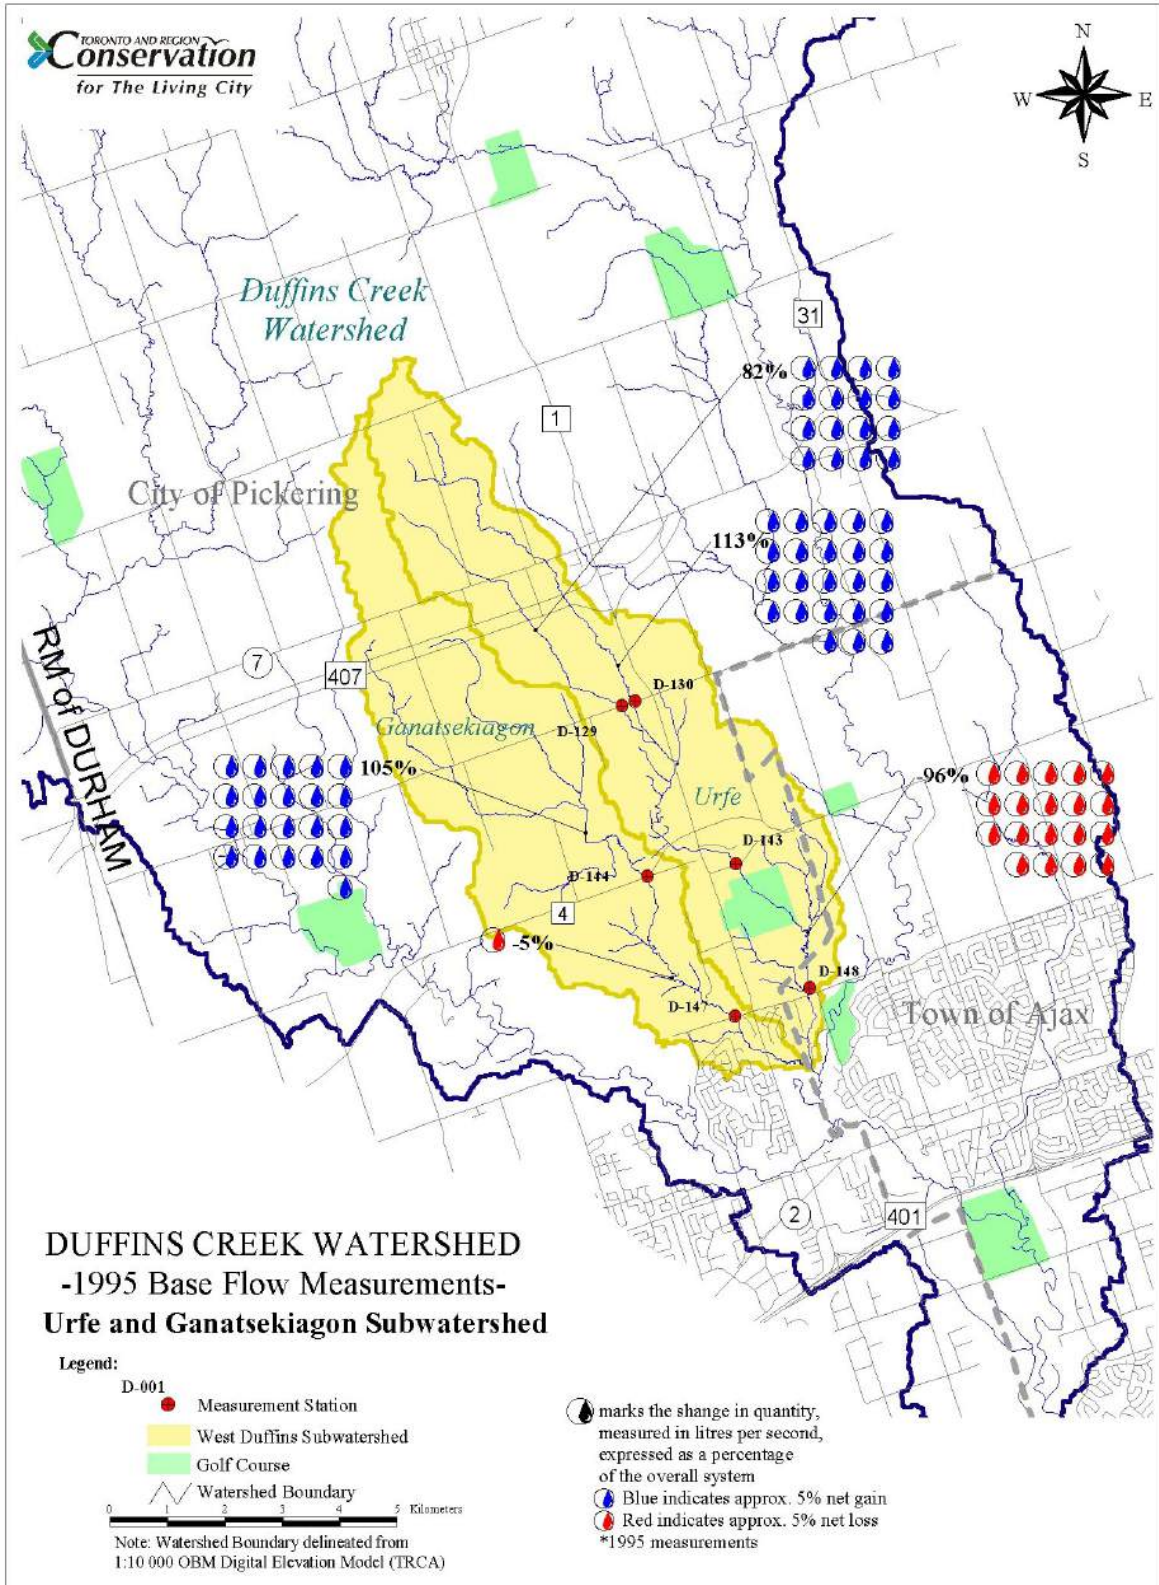 TORONTO AND REGION
Conservation
for The Living City
N
W
E
S
Duffins Creek
Watershed
31
82%
1
City of Pickering
113%
RM of DURHAM
7
407
D-130
Ganatsekiagon
D-129
105%
-96%
Urfe
D-143
D-144
4
-5%
D-148
D-147
Town of Ajax
2
401
DUFFINS CREEK WATERSHED
-1995 Base Flow Measurements-
Urfe and Ganatsekiagon Subwatershed
Legend:
D-001
Measurement Station
West Duffins Subwatershed
Golf Course
Watershed Boundary
0 1 2 3 4 5 Kilometers
Note: Watershed Boundary delineated from
1:10 000 OBM Digital Elevation Model (TRCA)
marks the shange in quantity,
measured in litres per second,
expressed as a percentage
of the overall system
Blue indicates approx. 5% net gain
Red indicates approx. 5% net loss
*1995 measurements